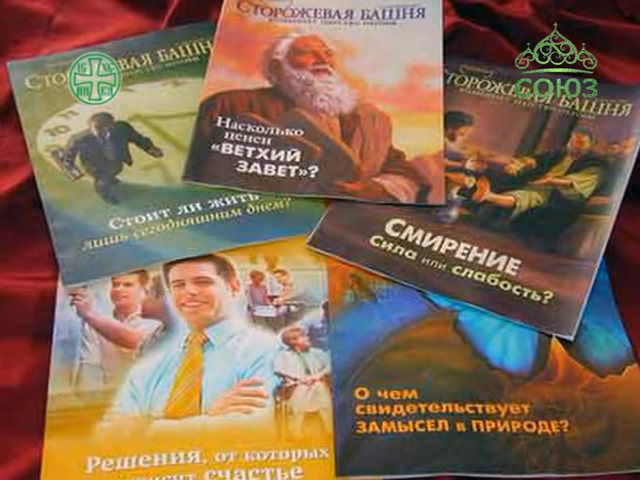 СТОРОЖЕВАЯ БАШНЯ
Насколько
ценен
«ВЕТХИЙ
ЗАВЕТ»?
СТОРОЖЕВАЯ БАШНЯ
Стоит ли жить
лишь сегодняшним днем?
СОЮЗ
СТОРОЖЕВАЯ БАШНЯ
СМИРЕНИЕ
сила или слабость?
Решения, от которых
счастье
О чем
свидетельствует
ЗАМЫСЕЛ в ПРИРОДЕ?